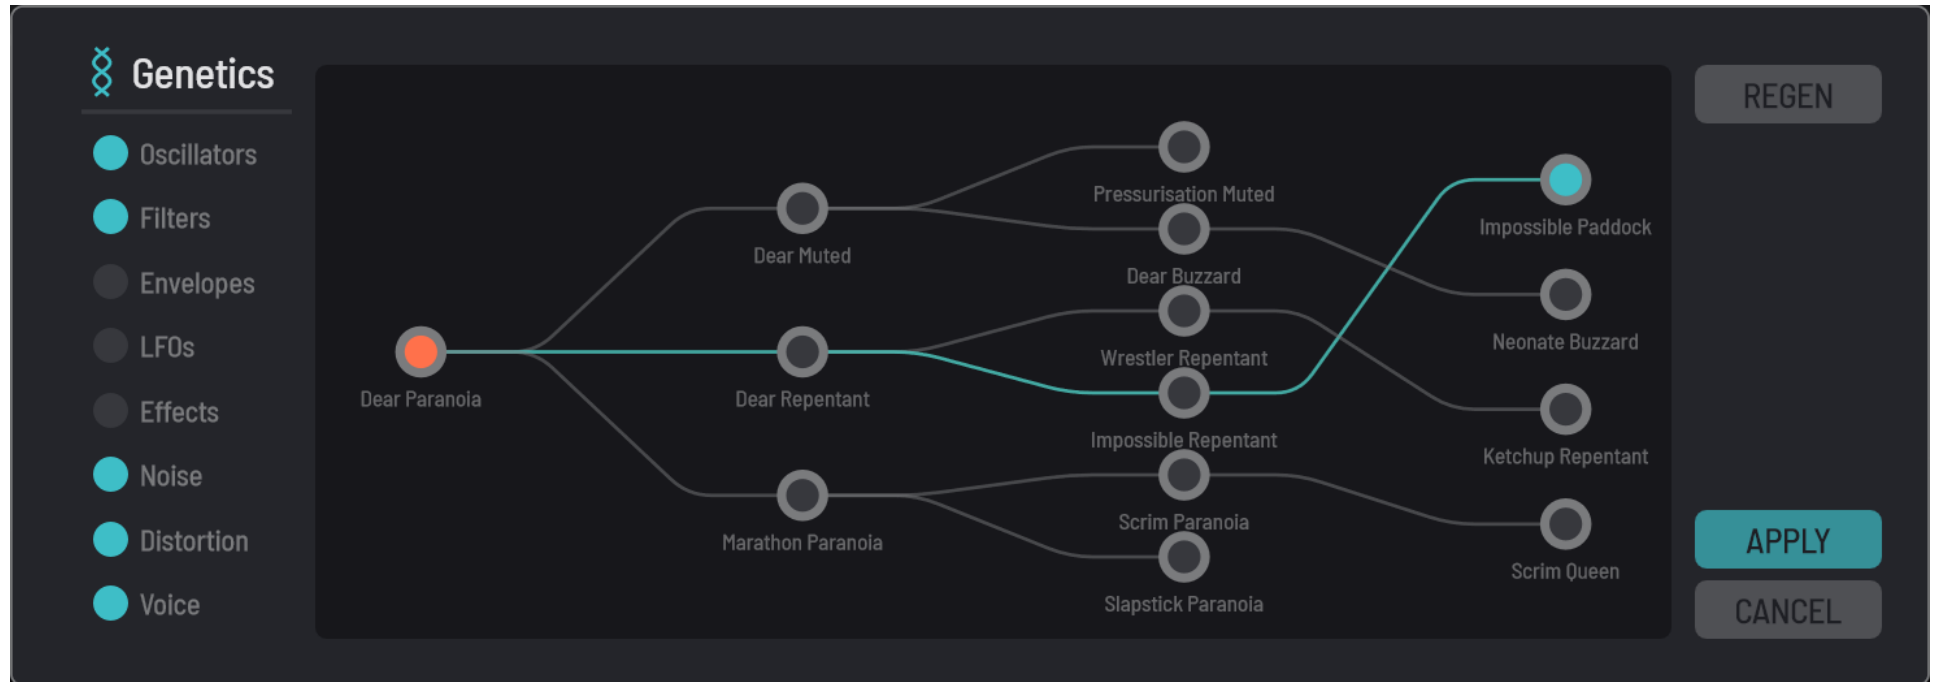 Genetics
Oscillators
Filters
Envelopes
LFOs
Effects
Noise
Distortion
Voice
Dear Paranoia
Dear Muted
Dear Repentant
Marathon Paranoia
Pressurisation Muted
Dear Buzzard
Wrestler Repentant
Impossible Repentant
Scrim Paranoia
Slapstick Paranoia
Impossible Paddock
Neonate Buzzard
Ketchup Repentant
Scrim Queen
REGEN
APPLY
CANCEL